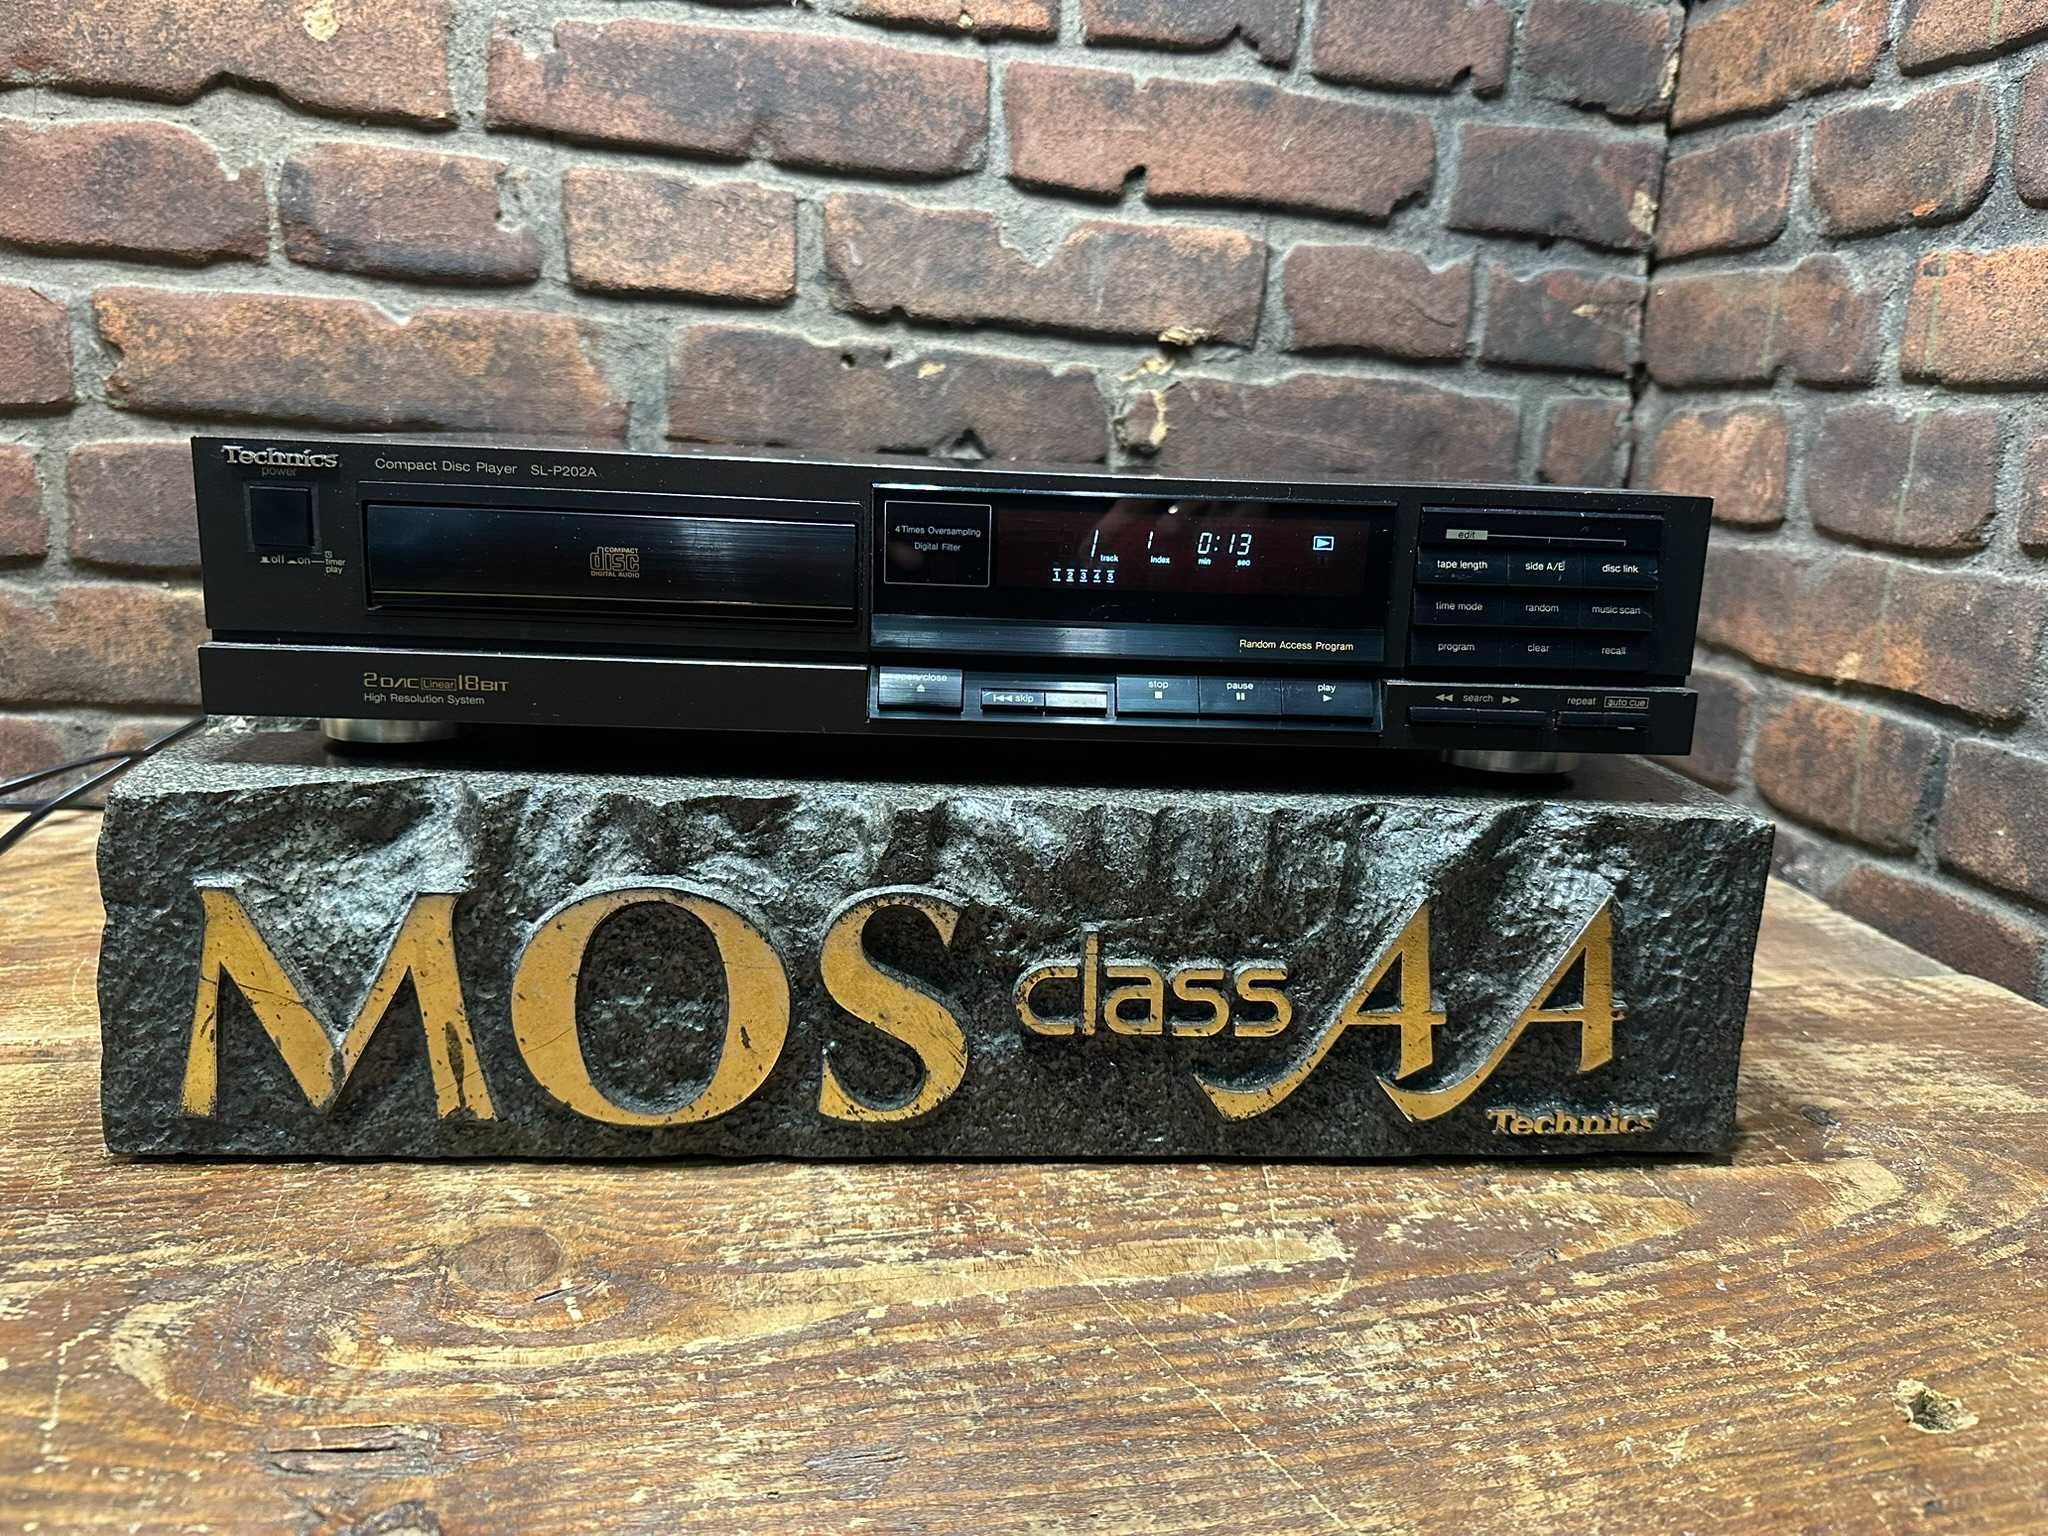 Technics
power
off on timer
play
Compact Disc Player SL-P202A
COMPACT
disc
DIGITAL AUDIO
2 D/AC Linear 18 BIT
High Resolution System
4 Times Oversampling
Digital Filter
1 1 0:13
track index min sec
1 2 3 4 5
Random Access Program
open/close
skip
stop
pause
play
edit
tape length side A/B disc link
time mode random music scan
program clear recall
search
repeat auto cue
MOS class AA
Technics